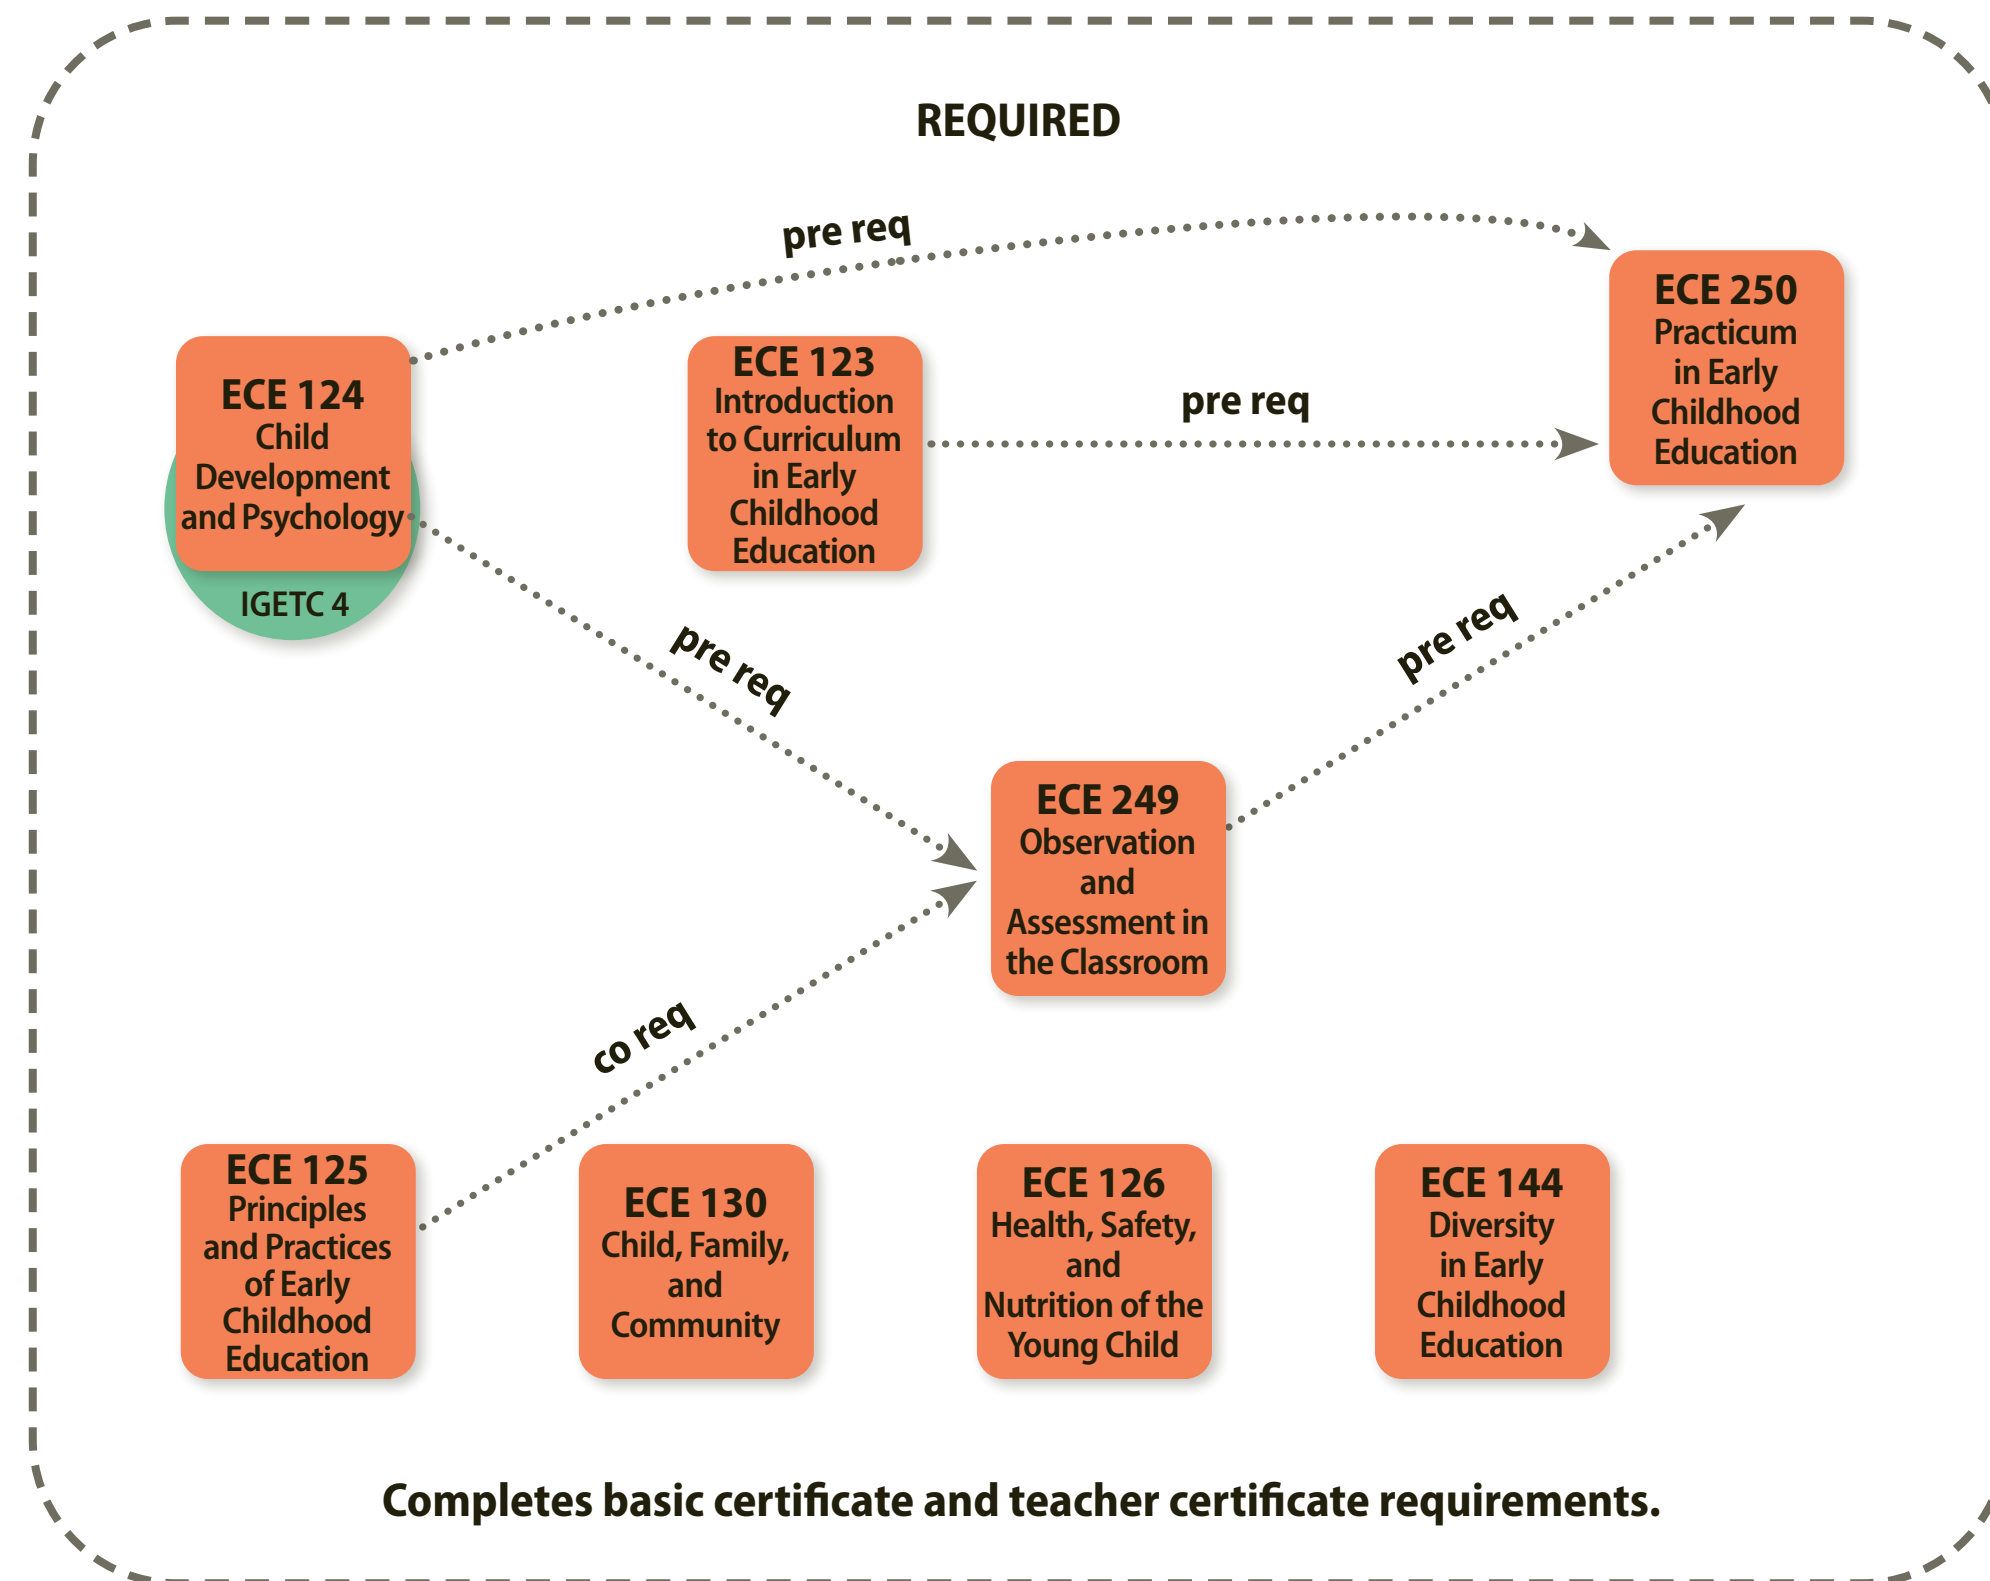 REQUIRED
pre req
ECE 250
Practicum
in Early
Childhood
Education
ECE 124
Child
Development
and Psychology
IGETC 4
ECE 123
Introduction
to Curriculum
in Early
Childhood
Education
pre req
pre req
pre req
ECE 249
Observation
and
Assessment in
the Classroom
co req
ECE 125
Principles
and Practices
of Early
Childhood
Education
ECE 130
Child, Family,
and
Community
ECE 126
Health, Safety,
and
Nutrition of the
Young Child
ECE 144
Diversity
in Early
Childhood
Education
Completes basic certificate and teacher certificate requirements.